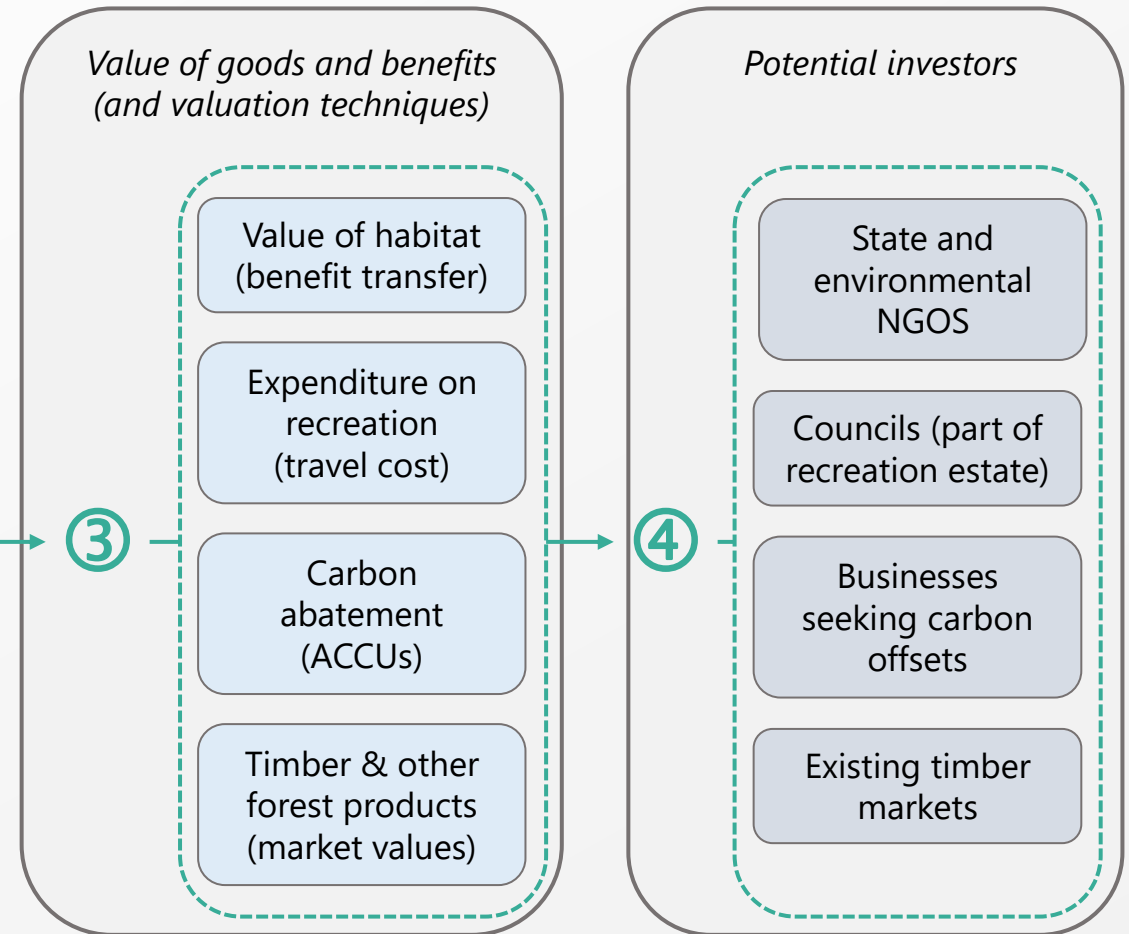 Value of goods and benefits
(and valuation techniques)
③
Value of habitat
(benefit transfer)
Expenditure on
recreation
(travel cost)
Carbon
abatement
(ACCUs)
Timber & other
forest products
(market values)
Potential investors
④
State and
environmental
NGOS
Councils (part of
recreation estate)
Businesses
seeking carbon
offsets
Existing timber
markets